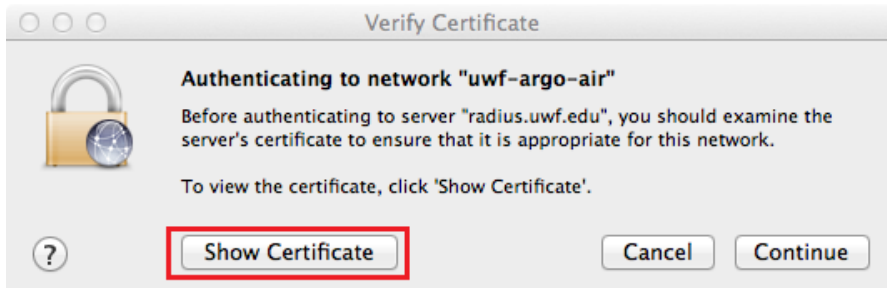 Verify Certificate
Authenticating to network "uwf-argo-air"
Before authenticating to server "radius.uwf.edu", you should examine the
server's certificate to ensure that it is appropriate for this network.
To view the certificate, click 'Show Certificate'.
? Show Certificate Cancel Continue